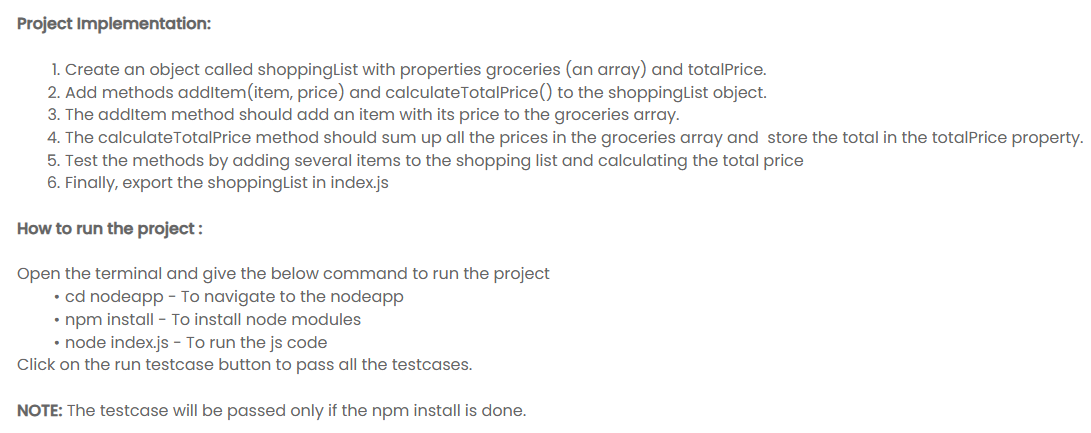 Project Implementation:
1. Create an object called shoppingList with properties groceries (an array) and totalPrice.
2. Add methods addItem(item, price) and calculateTotalPrice() to the shoppingList object.
3. The addItem method should add an item with its price to the groceries array.
4. The calculateTotalPrice method should sum up all the prices in the groceries array and  store the total in the totalPrice property.
5. Test the methods by adding several items to the shopping list and calculating the total price
6. Finally, export the shoppingList in index.js
How to run the project :
Open the terminal and give the below command to run the project
• cd nodeapp - To navigate to the nodeapp
• npm install - To install node modules
• node index.js - To run the js code
Click on the run testcase button to pass all the testcases.
NOTE: The testcase will be passed only if the npm install is done.